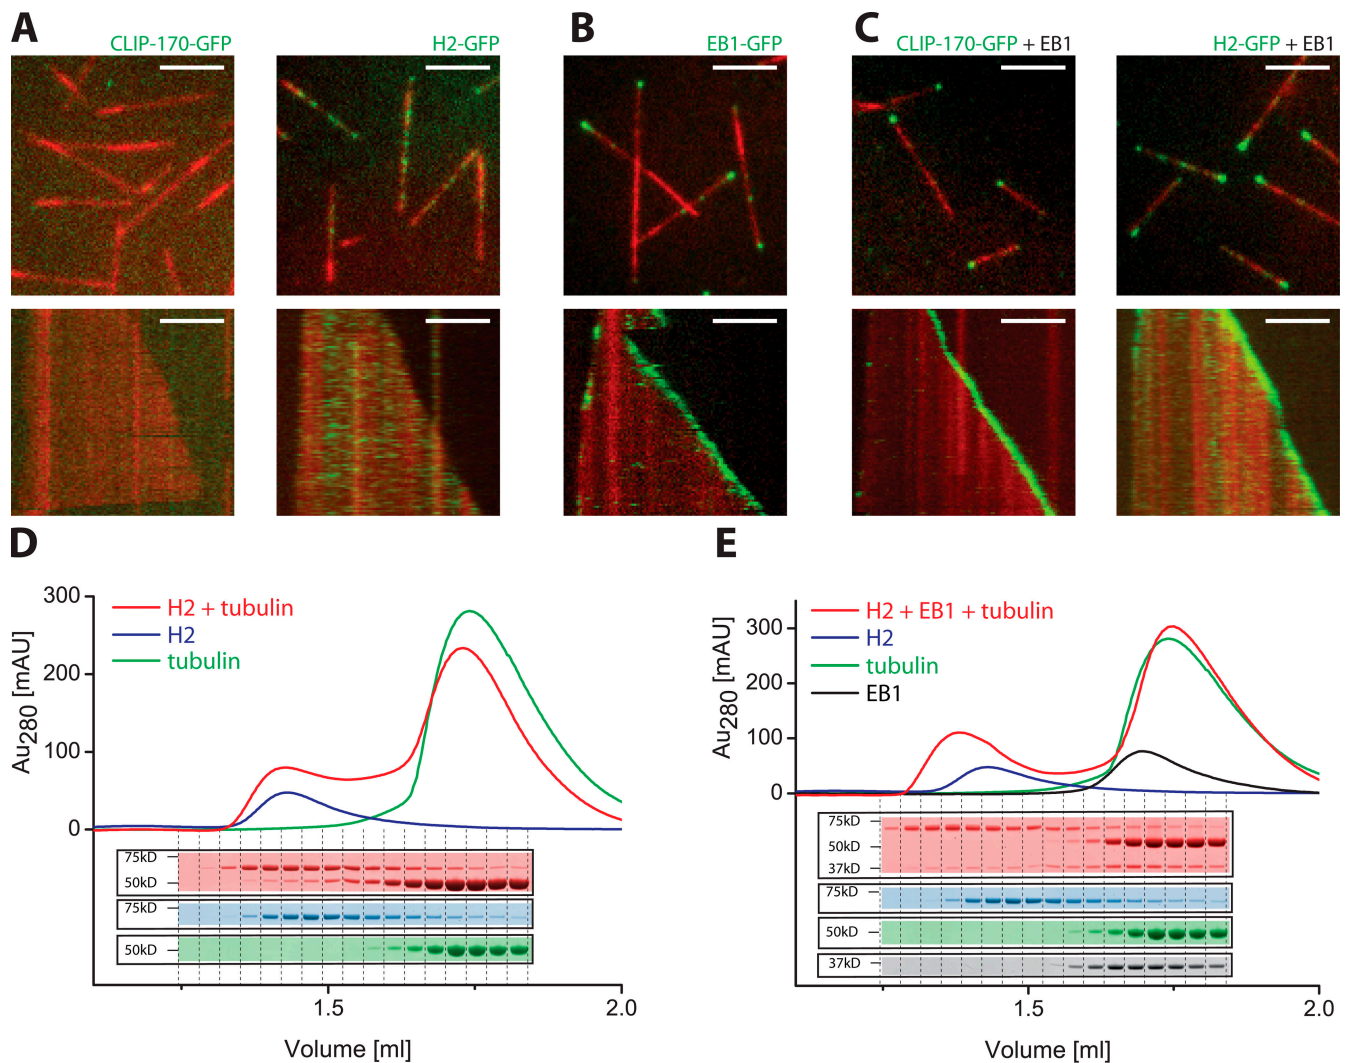 A
B
C
CLIP-170-GFP
H2-GFP
EB1-GFP
CLIP-170-GFP + EB1
H2-GFP + EB1
D
E
300
200
100
0
Au280 [mAU]
H2 + tubulin
H2
tubulin
75kD
50kD
75kD
50kD
1.5
2.0
Volume [ml]
300
200
100
0
Au280 [mAU]
H2 + EB1 + tubulin
H2
tubulin
EB1
75kD
50kD
37kD
75kD
50kD
37kD
1.5
2.0
Volume [ml]